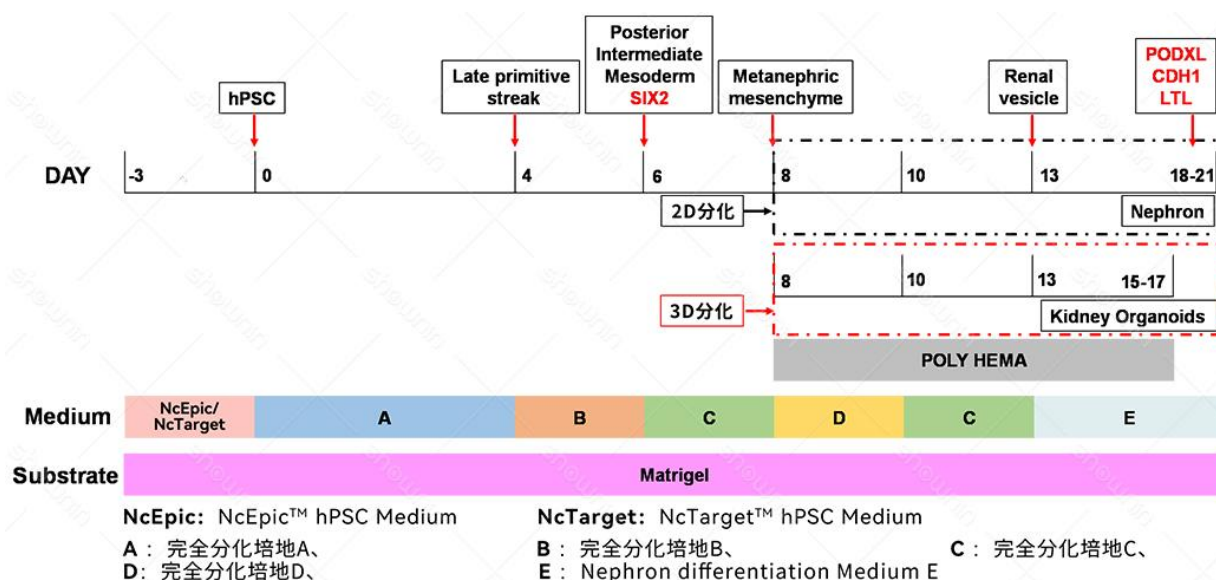 hPSC
Late primitive
streak
Posterior
Intermediate
Mesoderm
SIX2
Metanephric
mesenchyme
Renal
vesicle
PODXL
CDH1
LTL
DAY
-3 0 4 6 8 10 13 18-21
2D分化
Nephron
8 10 13 15-17
3D分化
Kidney Organoids
POLY HEMA
Medium
NcEpic/
NcTarget
A B C D C E
Substrate
Matrigel
NcEpic: NcEpic™ hPSC Medium NcTarget: NcTarget™ hPSC Medium
A： 完全分化培地A、 B： 完全分化培地B、 C： 完全分化培地C、
D： 完全分化培地D、 E： Nephron differentiation Medium E
shownin